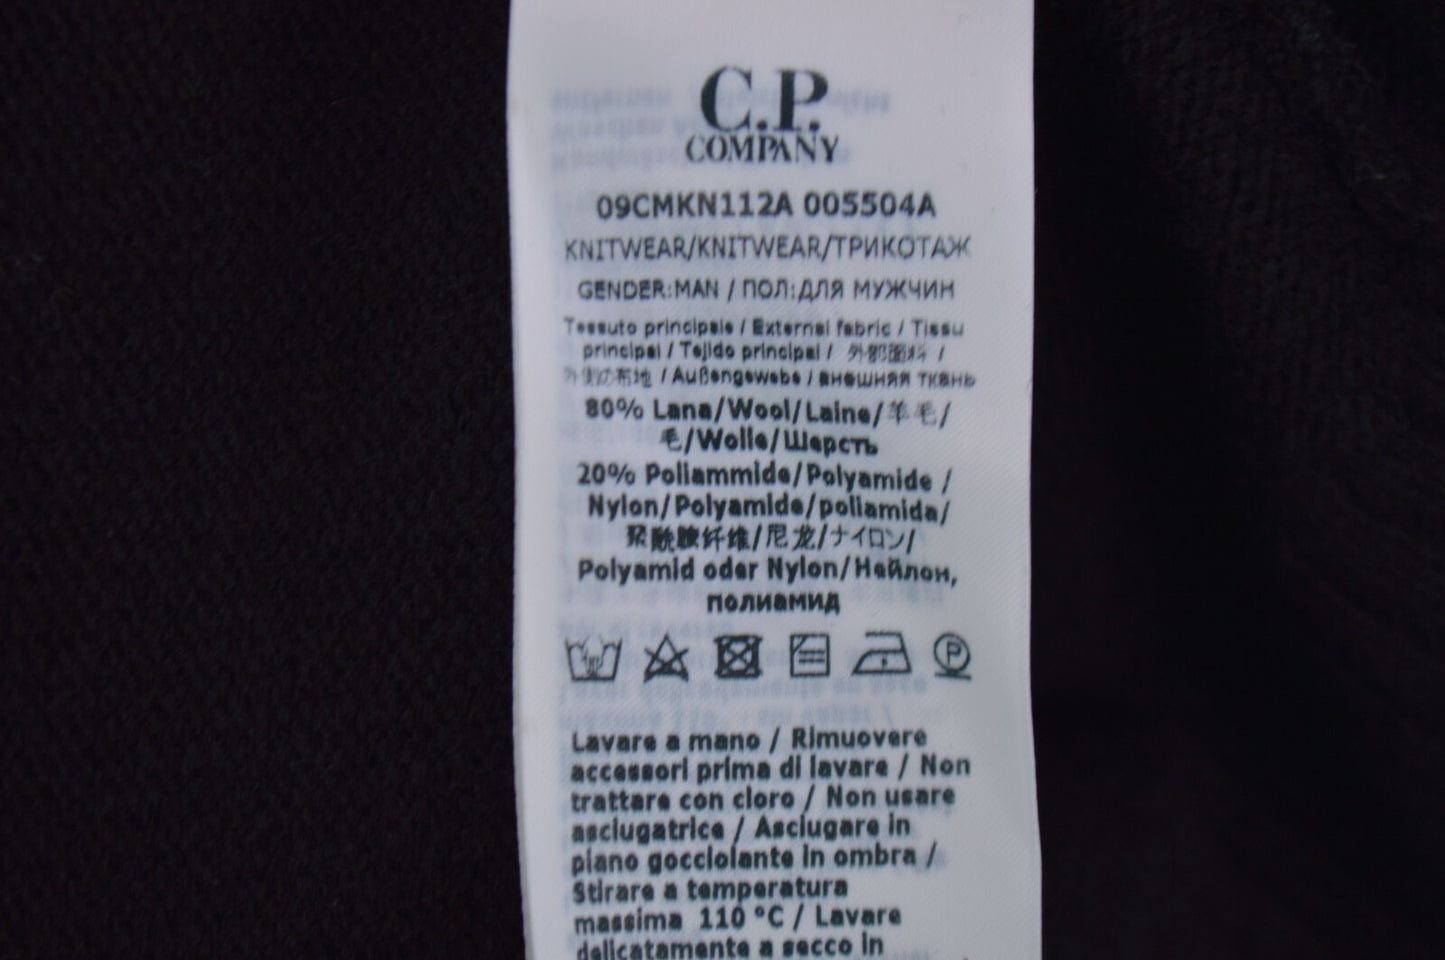 C.P.
COMPANY
09CMKN112A 005504A
KNITWEAR/KNITWEAR/ТРИКОТАЖ
GENDER:MAN / ПОЛ:ДЛЯ МУЖЧИН
Tessuto principale / External fabric / Tissu
principal / Tejido principal / 外部面料 /
外側の布地 / Außengewebe / внешняя ткань
80% Lana/Wool/Laine/羊毛/
毛/Wolle/Шерсть
20% Poliammide/Polyamide /
Nylon/Polyamide/poliamida/
聚酰胺纤维/尼龙/ナイロン/
Polyamid oder Nylon/Нейлон,
полиамид
P
Lavare a mano / Rimuovere
accessori prima di lavare / Non
trattare con cloro / Non usare
asciugatrice / Asciugare in
piano gocciolante in ombra /
Stirare a temperatura
massima 110 °C / Lavare
delicatamente a secco in